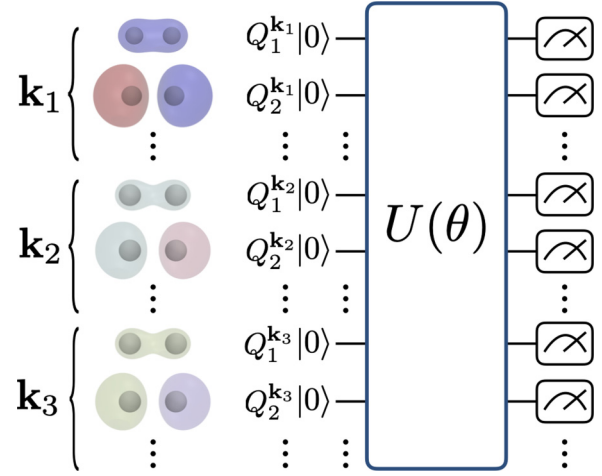 k₁
Q₁^{k₁}|0⟩
Q₂^{k₁}|0⟩
⋮ ⋮ ⋮ ⋮
k₂
Q₁^{k₂}|0⟩
Q₂^{k₂}|0⟩
U(θ)
⋮ ⋮ ⋮ ⋮
k₃
Q₁^{k₃}|0⟩
Q₂^{k₃}|0⟩
⋮ ⋮ ⋮ ⋮